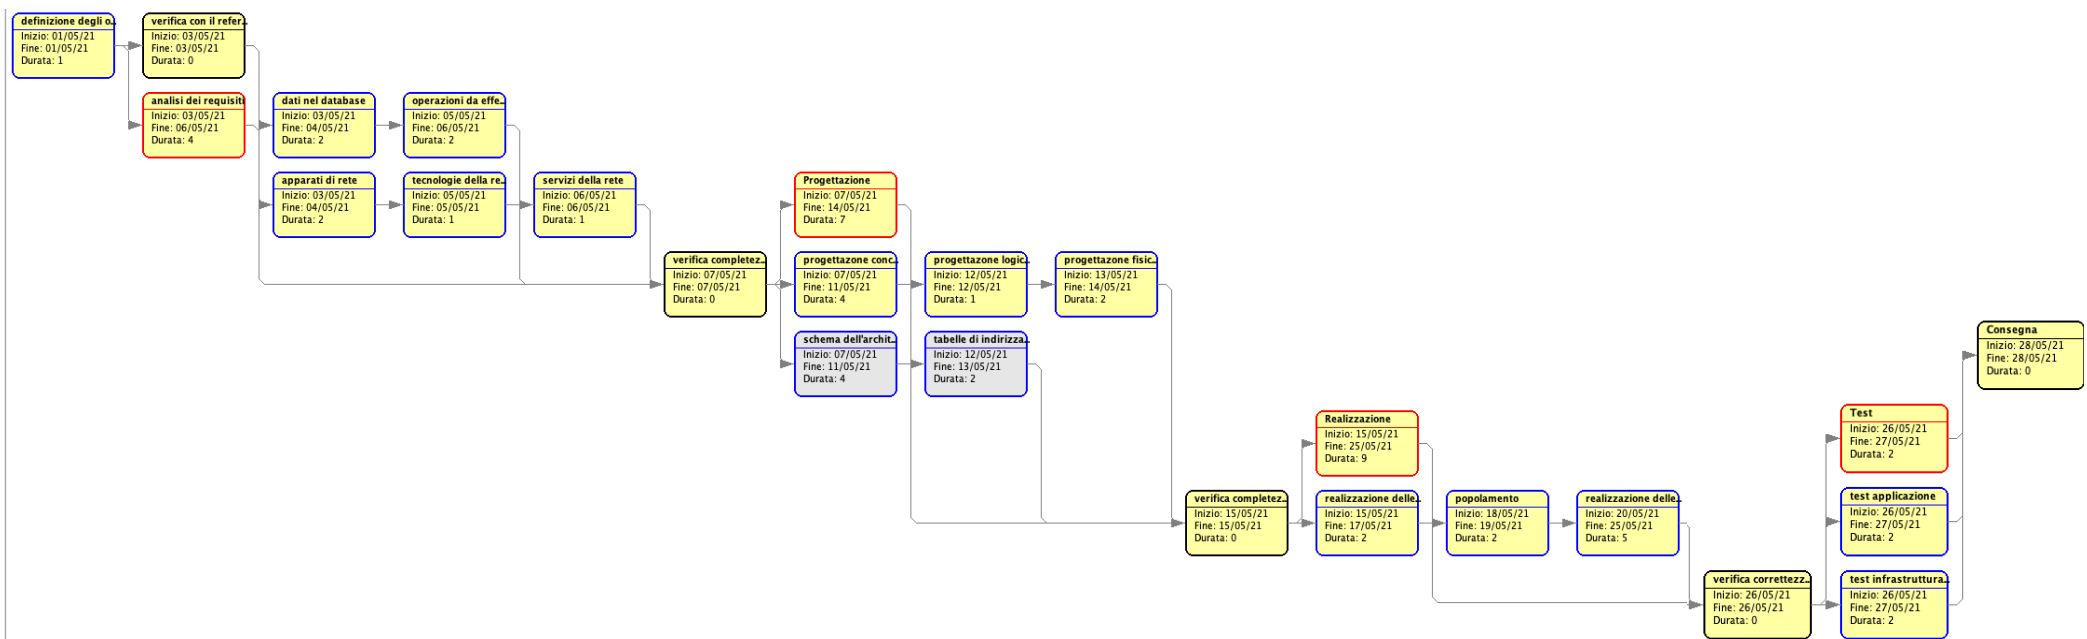 definizione degli o..
Inizio: 01/05/21
Fine: 01/05/21
Durata: 1
verifica con il refer..
Inizio: 03/05/21
Fine: 03/05/21
Durata: 0
analisi dei requisiti
Inizio: 03/05/21
Fine: 06/05/21
Durata: 4
dati nel database
Inizio: 03/05/21
Fine: 04/05/21
Durata: 2
operazioni da effe..
Inizio: 05/05/21
Fine: 06/05/21
Durata: 2
apparati di rete
Inizio: 03/05/21
Fine: 04/05/21
Durata: 2
tecnologie della re..
Inizio: 05/05/21
Fine: 05/05/21
Durata: 1
servizi della rete
Inizio: 06/05/21
Fine: 06/05/21
Durata: 1
Progettazione
Inizio: 07/05/21
Fine: 14/05/21
Durata: 7
verifica completez..
Inizio: 07/05/21
Fine: 07/05/21
Durata: 0
progettazone conc..
Inizio: 07/05/21
Fine: 11/05/21
Durata: 4
progettazone logic..
Inizio: 12/05/21
Fine: 12/05/21
Durata: 1
progettazone fisic..
Inizio: 13/05/21
Fine: 14/05/21
Durata: 2
schema dell'archit..
Inizio: 07/05/21
Fine: 11/05/21
Durata: 4
tabelle di indirizza..
Inizio: 12/05/21
Fine: 13/05/21
Durata: 2
Consegna
Inizio: 28/05/21
Fine: 28/05/21
Durata: 0
Realizzazione
Inizio: 15/05/21
Fine: 25/05/21
Durata: 9
Test
Inizio: 26/05/21
Fine: 27/05/21
Durata: 2
verifica completez..
Inizio: 15/05/21
Fine: 15/05/21
Durata: 0
realizzazione delle..
Inizio: 15/05/21
Fine: 17/05/21
Durata: 2
popolamento
Inizio: 18/05/21
Fine: 19/05/21
Durata: 2
realizzazione delle..
Inizio: 20/05/21
Fine: 25/05/21
Durata: 5
test applicazione
Inizio: 26/05/21
Fine: 27/05/21
Durata: 2
verifica correttezz..
Inizio: 26/05/21
Fine: 26/05/21
Durata: 0
test infrastruttura..
Inizio: 26/05/21
Fine: 27/05/21
Durata: 2